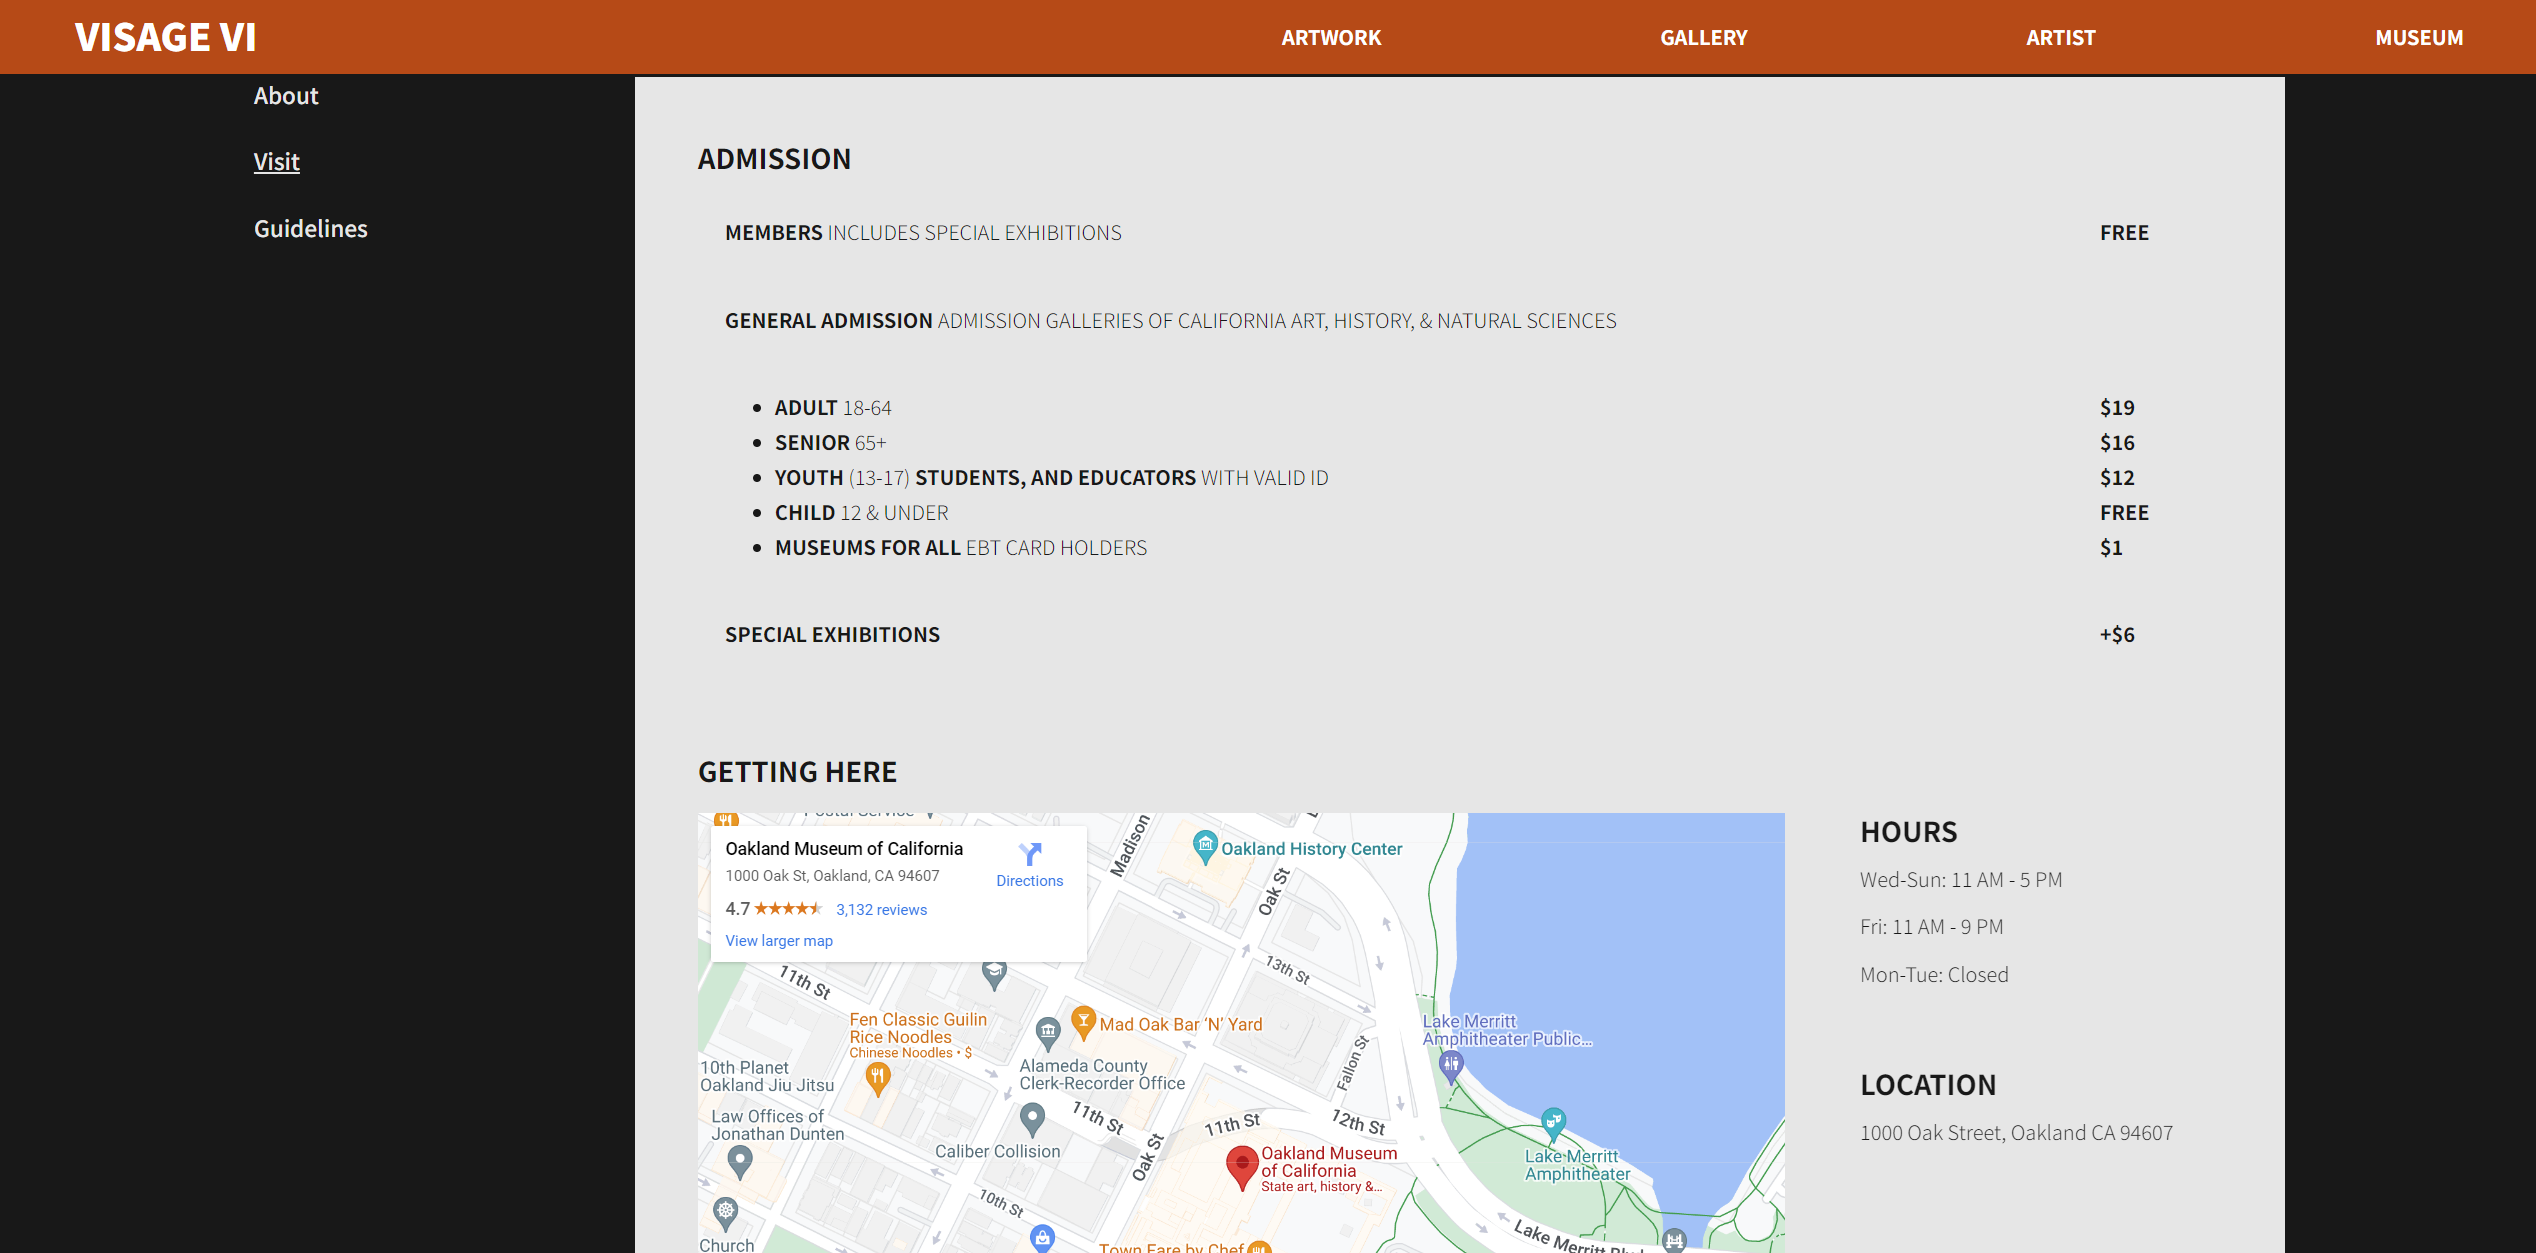 VISAGE VI
ARTWORK
GALLERY
ARTIST
MUSEUM
About
Visit
Guidelines
ADMISSION
MEMBERS INCLUDES SPECIAL EXHIBITIONS FREE
GENERAL ADMISSION ADMISSION GALLERIES OF CALIFORNIA ART, HISTORY, & NATURAL SCIENCES
ADULT 18-64 $19
SENIOR 65+ $16
YOUTH (13-17) STUDENTS, AND EDUCATORS WITH VALID ID $12
CHILD 12 & UNDER FREE
MUSEUMS FOR ALL EBT CARD HOLDERS $1
SPECIAL EXHIBITIONS +$6
GETTING HERE
Postal Service
Oakland Museum of California
1000 Oak St, Oakland, CA 94607
Directions
4.7
3,132 reviews
View larger map
Madison
Oakland History Center
Oak St
13th St
11th St
Fen Classic Guilin
Rice Noodles
Chinese Noodles • $
Mad Oak Bar ‘N’ Yard
Lake Merritt
Amphitheater Public...
Fallon St
10th Planet
Oakland Jiu Jitsu
Alameda County
Clerk-Recorder Office
Law Offices of
Jonathan Dunten
11th St
11th St
12th St
Caliber Collision
Oak St
Oakland Museum
of California
State art, history &...
Lake Merritt
Amphitheater
10th St
Church
Town Fare by Chef
Lake Merritt
HOURS
Wed-Sun: 11 AM - 5 PM
Fri: 11 AM - 9 PM
Mon-Tue: Closed
LOCATION
1000 Oak Street, Oakland CA 94607